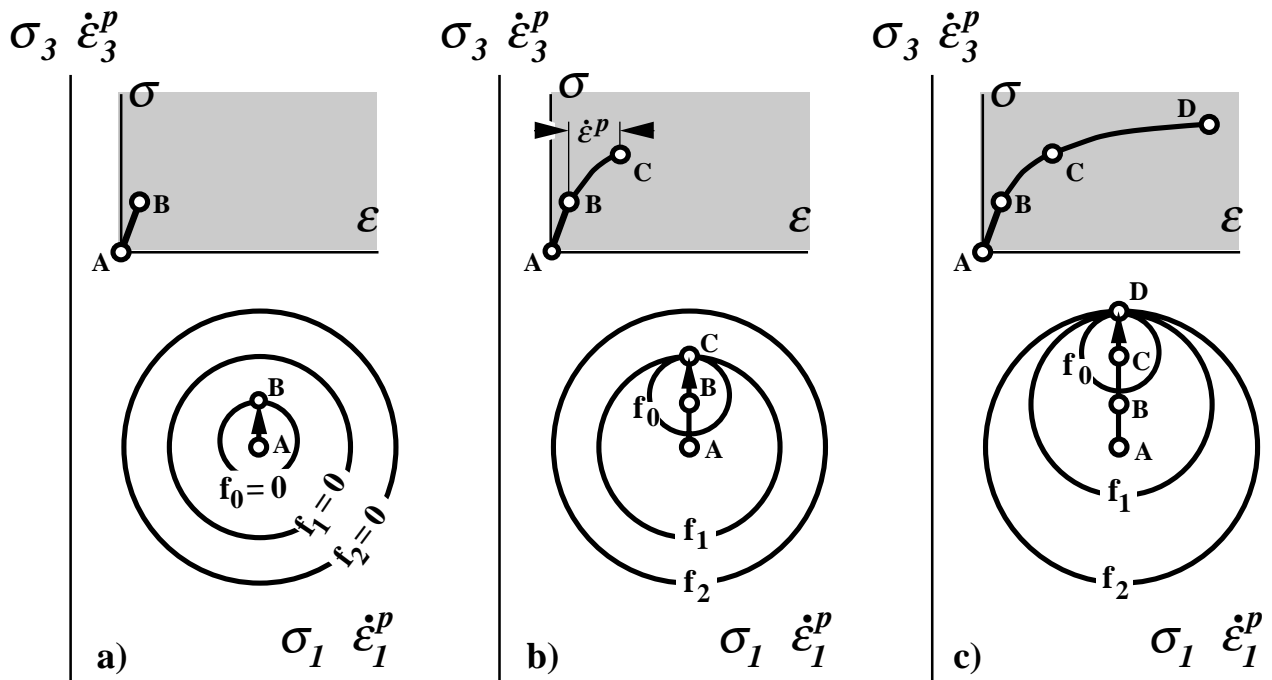 σ₃ ε̇₃ᵖ
σ
B
ε
A
B
A
f₀ = 0
f₁ = 0
f₂ = 0
σ₁ ε̇₁ᵖ
a)
σ₃ ε̇₃ᵖ
σ
ε̇ᵖ
C
B
ε
A
C
B
f₀
A
f₁
f₂
σ₁ ε̇₁ᵖ
b)
σ₃ ε̇₃ᵖ
σ
D
C
B
ε
A
D
f₀
C
B
A
f₁
f₂
σ₁ ε̇₁ᵖ
c)